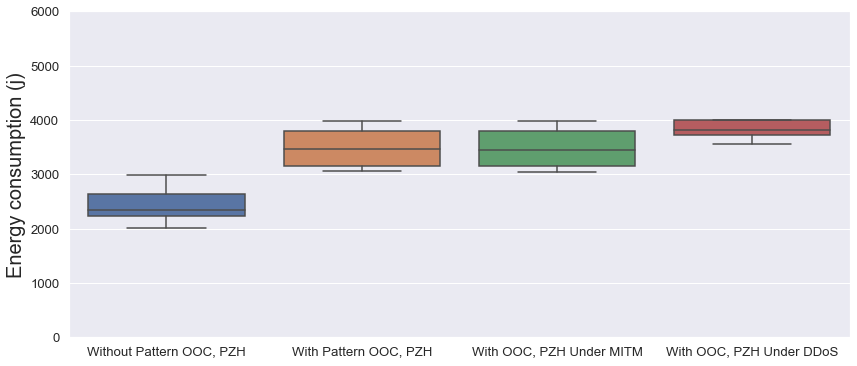 Energy consumption (j)
6000
5000
4000
3000
2000
1000
0
Without Pattern OOC, PZH
With Pattern OOC, PZH
With OOC, PZH Under MITM
With OOC, PZH Under DDoS